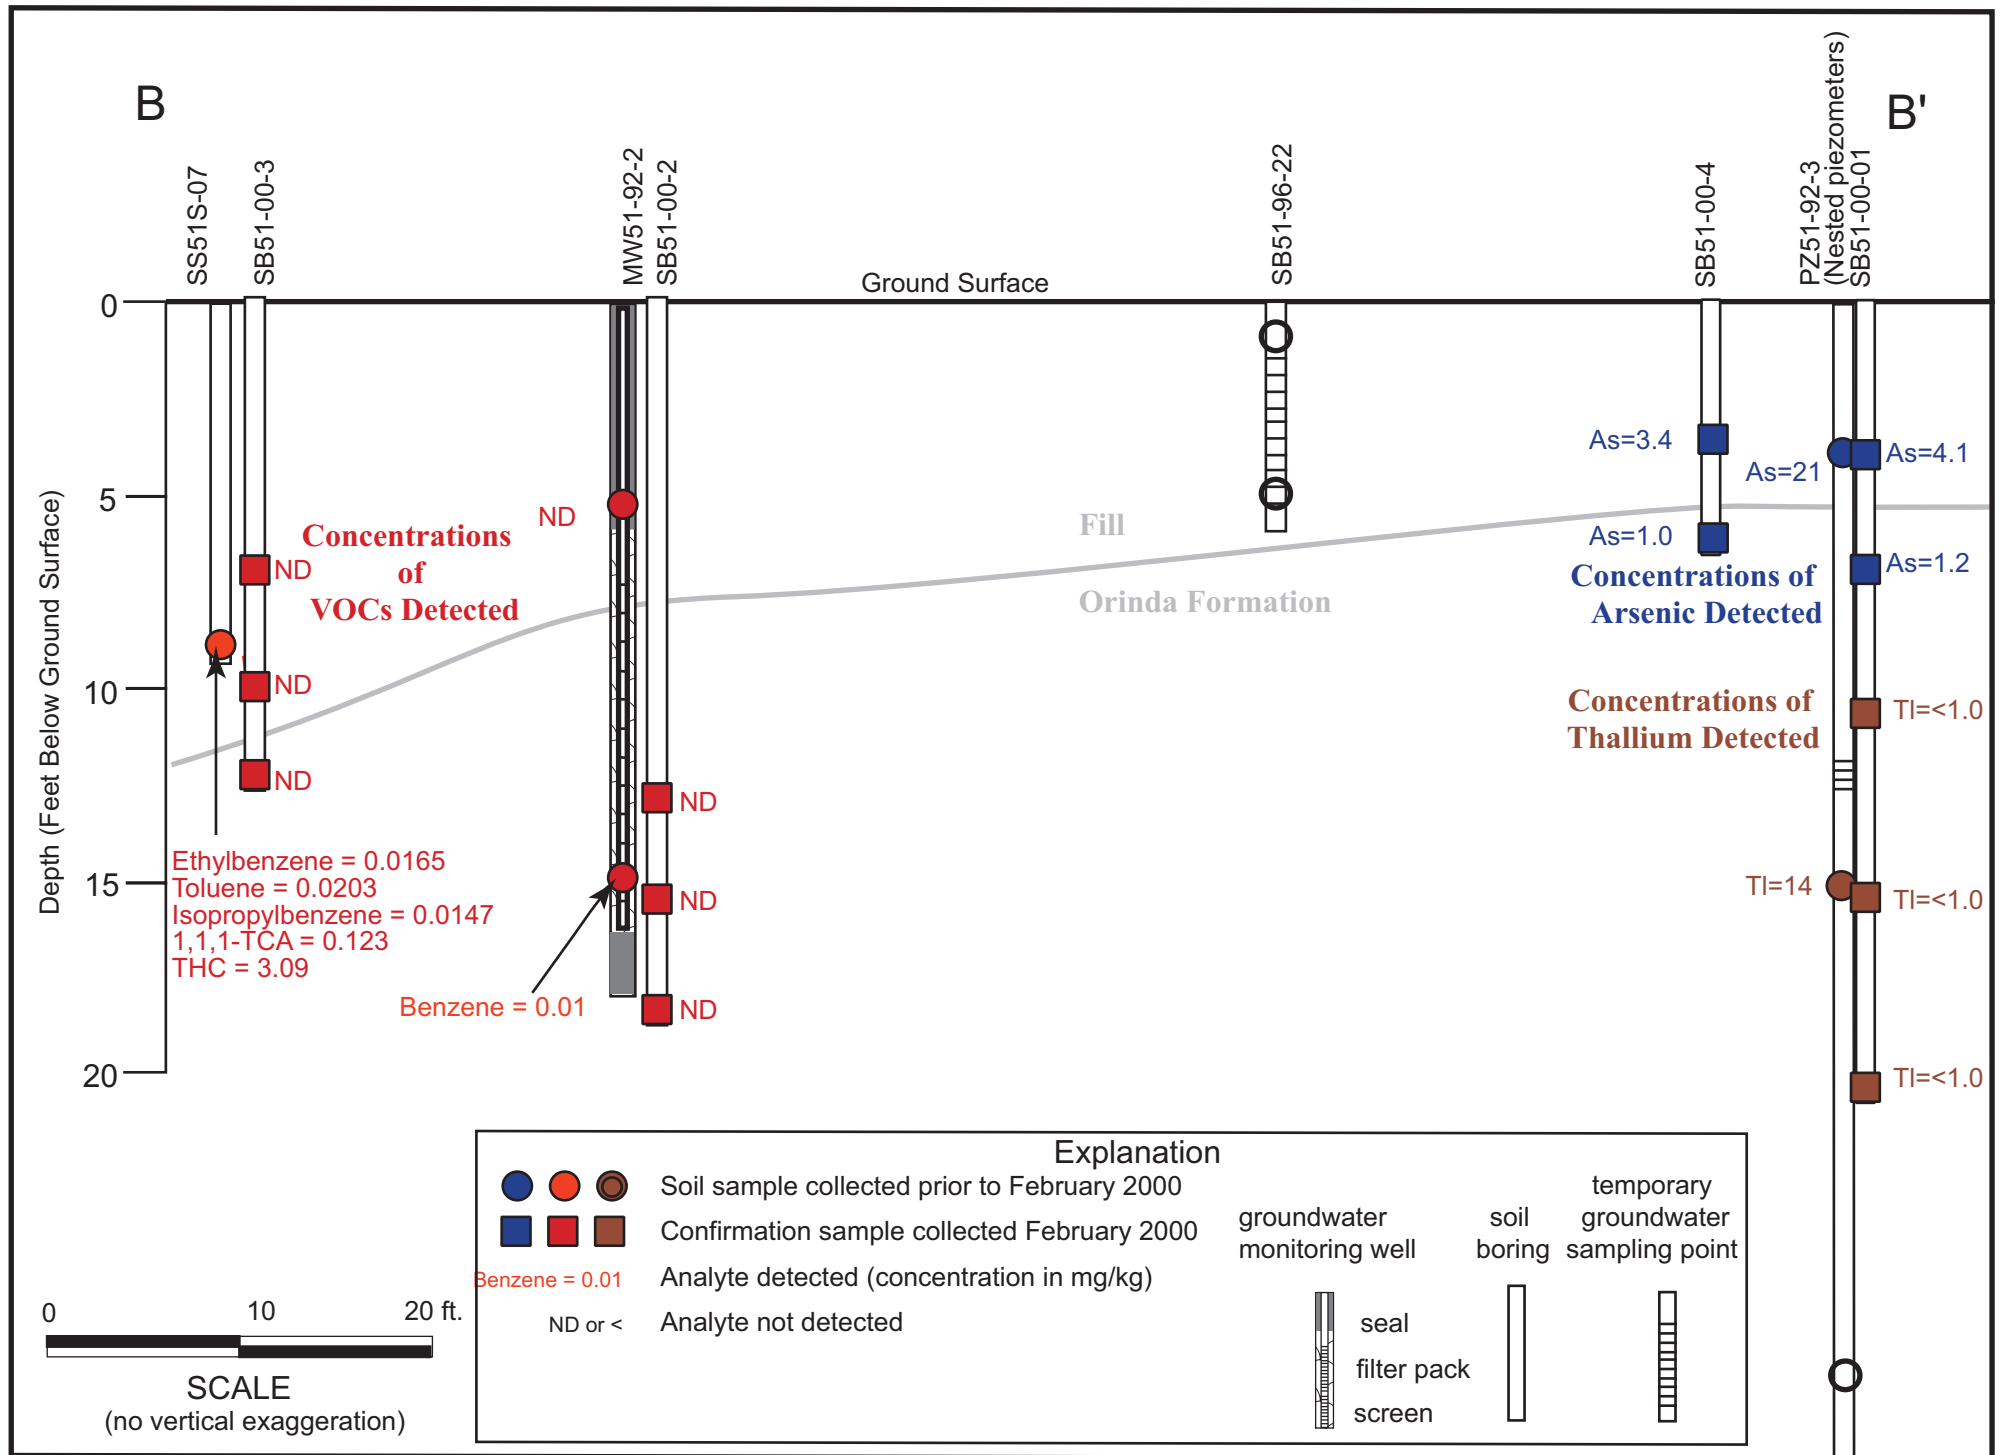 B
B'
SS51S-07
SB51-00-3
MW51-92-2
SB51-00-2
SB51-96-22
SB51-00-4
PZ51-92-3
(Nested piezometers)
SB51-00-01
Ground Surface
Depth (Feet Below Ground Surface)
0
5
10
15
20
As=3.4
As=21
As=4.1
ND
Concentrations
of
VOCs Detected
ND
Fill
Orinda Formation
As=1.0
As=1.2
Concentrations of
Arsenic Detected
ND
ND
Concentrations of
Thallium Detected
Tl=<1.0
ND
ND
ND
Tl=14
Tl=<1.0
Tl=<1.0
Ethylbenzene = 0.0165
Toluene = 0.0203
Isopropylbenzene = 0.0147
1,1,1-TCA = 0.123
THC = 3.09
Benzene = 0.01
Explanation
Soil sample collected prior to February 2000
Confirmation sample collected February 2000
Benzene = 0.01
Analyte detected (concentration in mg/kg)
ND or <
Analyte not detected
groundwater
monitoring well
seal
filter pack
screen
soil
boring
temporary
groundwater
sampling point
0 10 20 ft.
SCALE
(no vertical exaggeration)